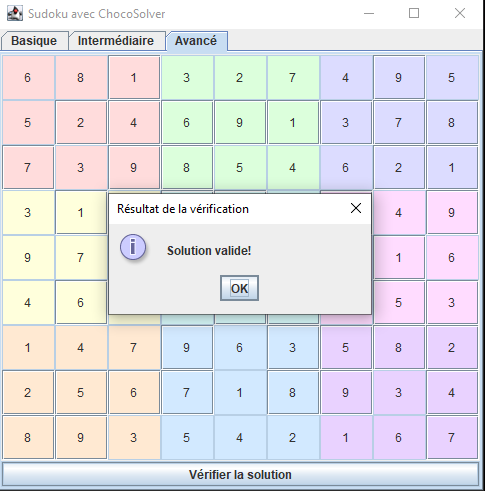 Sudoku avec ChocoSolver
Basique Intermédiaire Avancé
6 8 1 3 2 7 4 9 5
5 2 4 6 9 1 3 7 8
7 3 9 8 5 4 6 2 1
3 1 4 9
Résultat de la vérification
9 7 1 6
Solution valide!
4 6 5 3
OK
1 4 7 9 6 3 5 8 2
2 5 6 7 1 8 9 3 4
8 9 3 5 4 2 1 6 7
Vérifier la solution